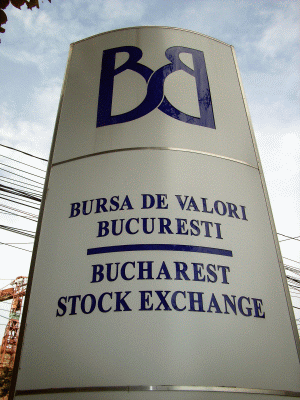 BURSA DE VALORI
BUCURESTI
BUCHAREST
STOCK EXCHANGE